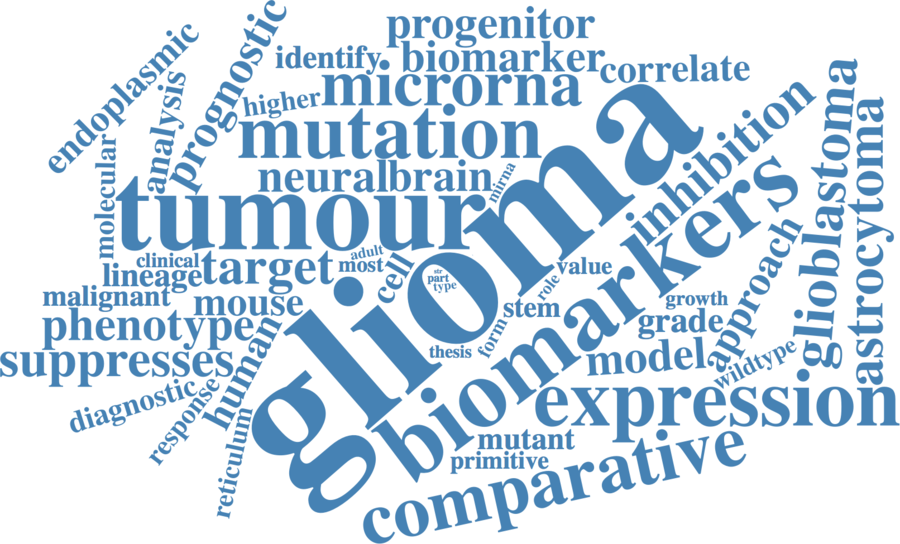 progenitor
endoplasmic
prognostic
identify
biomarker
correlate
analysis
higher
microrna
mutation
inhibition
glioblastoma
astrocytoma
molecular
neural
brain
mirna
tumour
glioma
biomarkers
clinical
adult
most
lineage
target
cell
str
part
type
value
role
approach
malignant
mouse
stem
growth
phenotype
human
form
grade
suppresses
thesis
model
wildtype
diagnostic
response
expression
reticulum
mutant
primitive
comparative